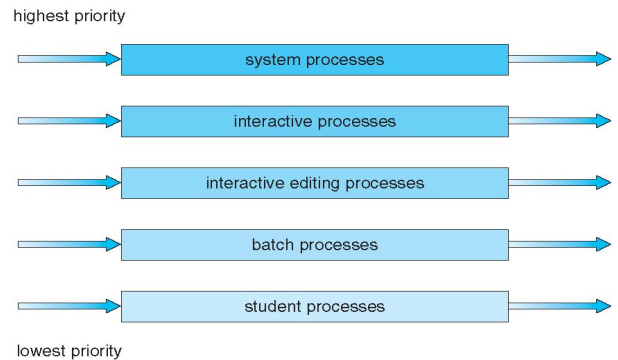 highest priority
system processes
interactive processes
interactive editing processes
batch processes
student processes
lowest priority